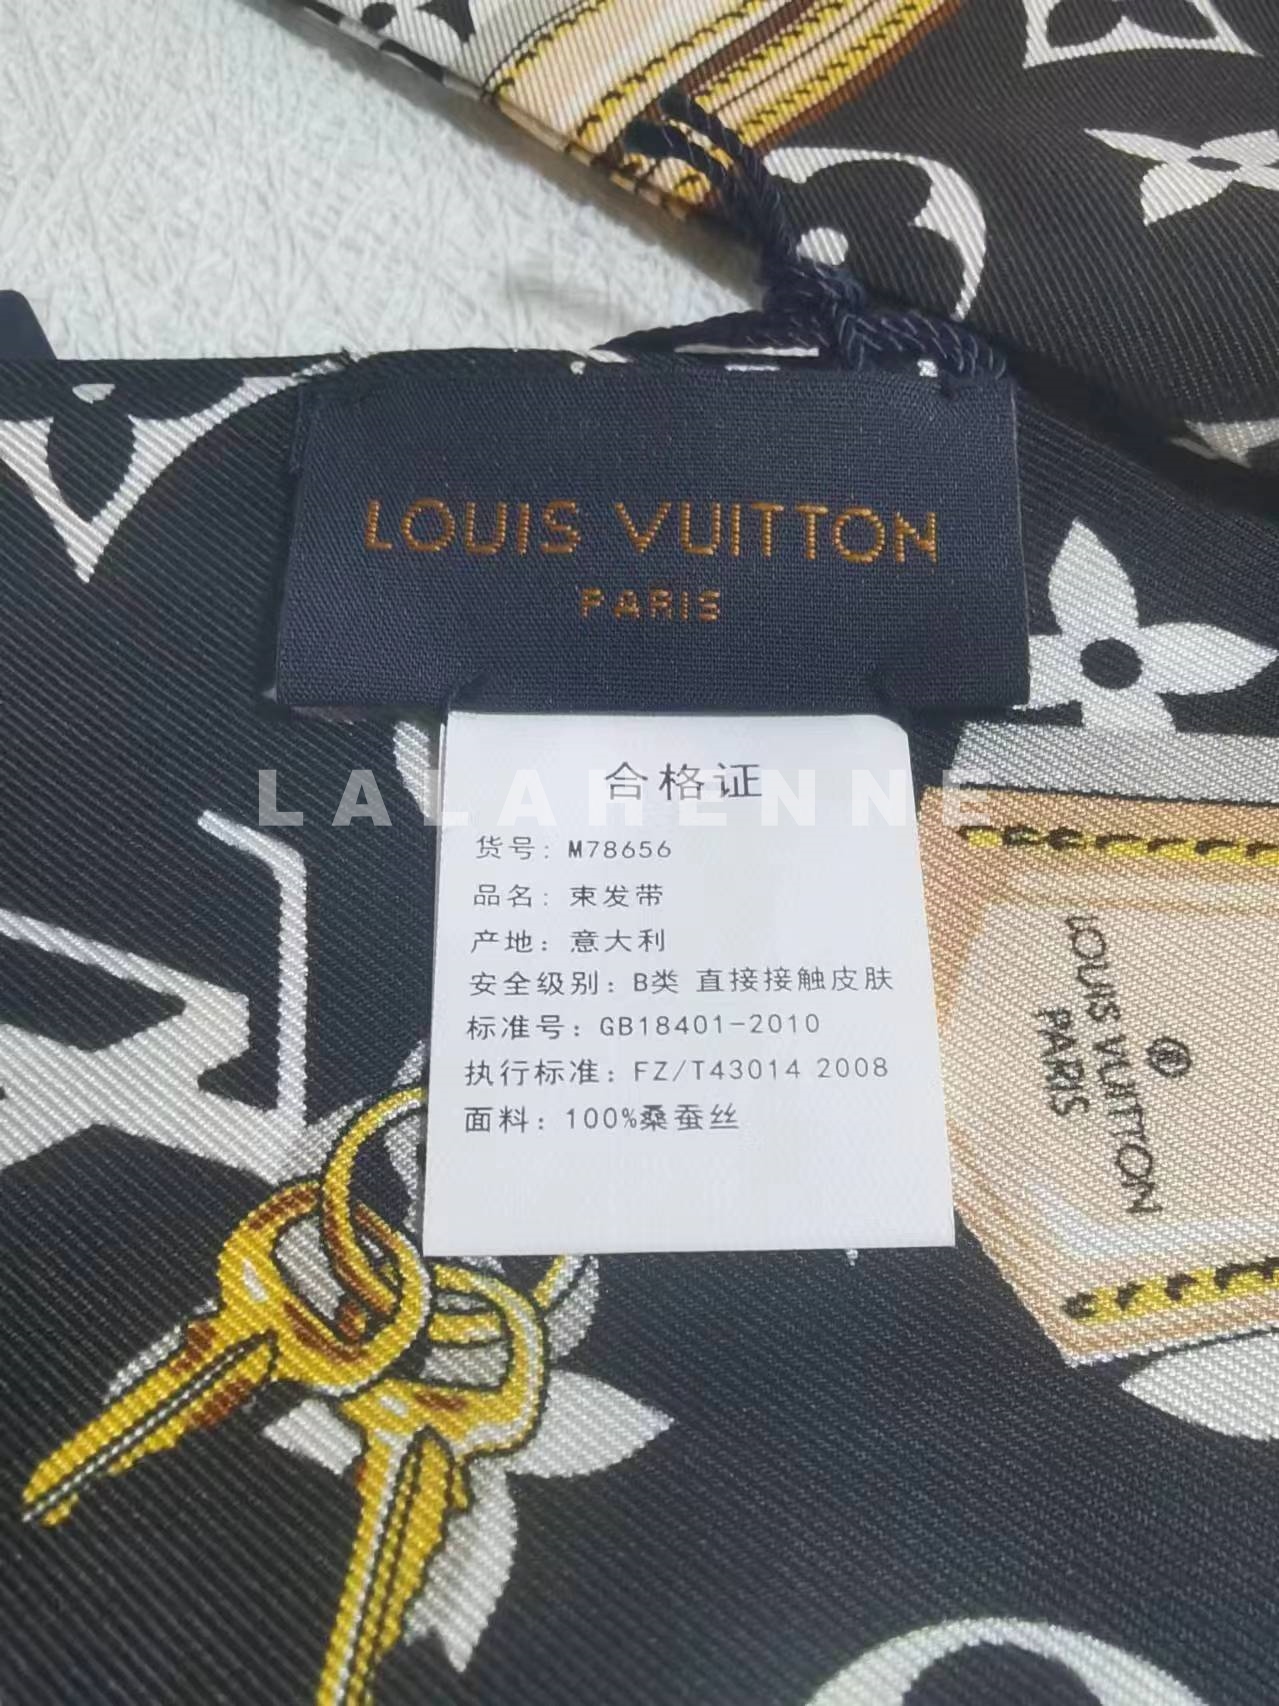 LOUIS VUITTON
PARIS
LALARENNE
合格证
货号: M78656
品名: 束发带
产地: 意大利
安全级别: B类 直接接触皮肤
标准号: GB18401-2010
执行标准: FZ/T43014 2008
面料: 100%桑蚕丝
LOUIS VUITTON
®
PARIS